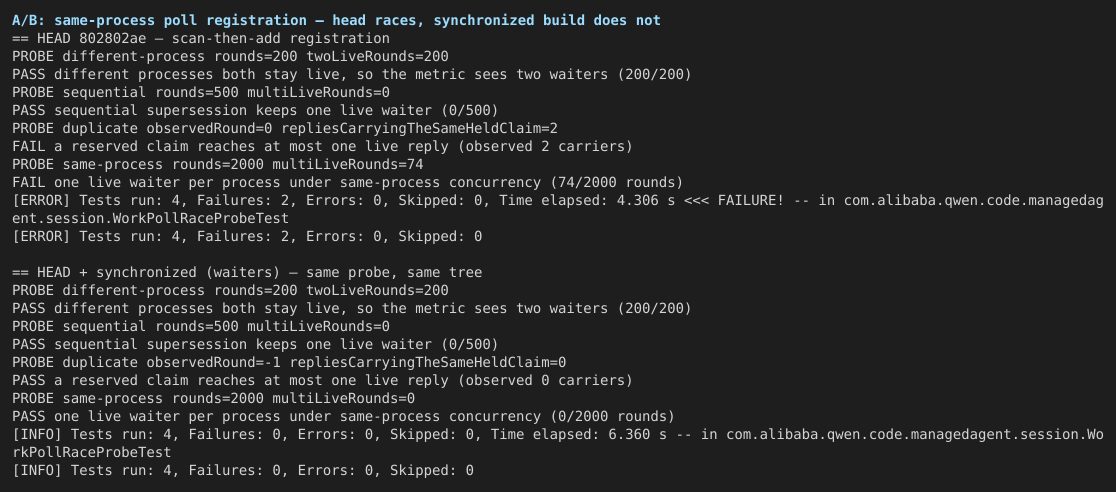 A/B: same-process poll registration — head races, synchronized build does not
== HEAD 802802ae — scan-then-add registration
PROBE different-process rounds=200 twoLiveRounds=200
PASS different processes both stay live, so the metric sees two waiters (200/200)
PROBE sequential rounds=500 multiLiveRounds=0
PASS sequential supersession keeps one live waiter (0/500)
PROBE duplicate observedRound=0 repliesCarryingTheSameHeldClaim=2
FAIL a reserved claim reaches at most one live reply (observed 2 carriers)
PROBE same-process rounds=2000 multiLiveRounds=74
FAIL one live waiter per process under same-process concurrency (74/2000 rounds)
[ERROR] Tests run: 4, Failures: 2, Errors: 0, Skipped: 0, Time elapsed: 4.306 s <<< FAILURE! -- in com.alibaba.qwen.code.managedag
ent.session.WorkPollRaceProbeTest
[ERROR] Tests run: 4, Failures: 2, Errors: 0, Skipped: 0

== HEAD + synchronized (waiters) — same probe, same tree
PROBE different-process rounds=200 twoLiveRounds=200
PASS different processes both stay live, so the metric sees two waiters (200/200)
PROBE sequential rounds=500 multiLiveRounds=0
PASS sequential supersession keeps one live waiter (0/500)
PROBE duplicate observedRound=-1 repliesCarryingTheSameHeldClaim=0
PASS a reserved claim reaches at most one live reply (observed 0 carriers)
PROBE same-process rounds=2000 multiLiveRounds=0
PASS one live waiter per process under same-process concurrency (0/2000 rounds)
[INFO] Tests run: 4, Failures: 0, Errors: 0, Skipped: 0, Time elapsed: 6.360 s -- in com.alibaba.qwen.code.managedagent.session.Wo
rkPollRaceProbeTest
[INFO] Tests run: 4, Failures: 0, Errors: 0, Skipped: 0